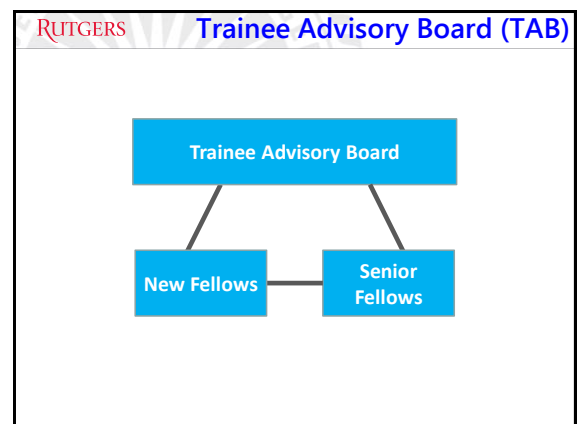 RUTGERS Trainee Advisory Board (TAB)
Trainee Advisory Board
New Fellows
Senior
Fellows